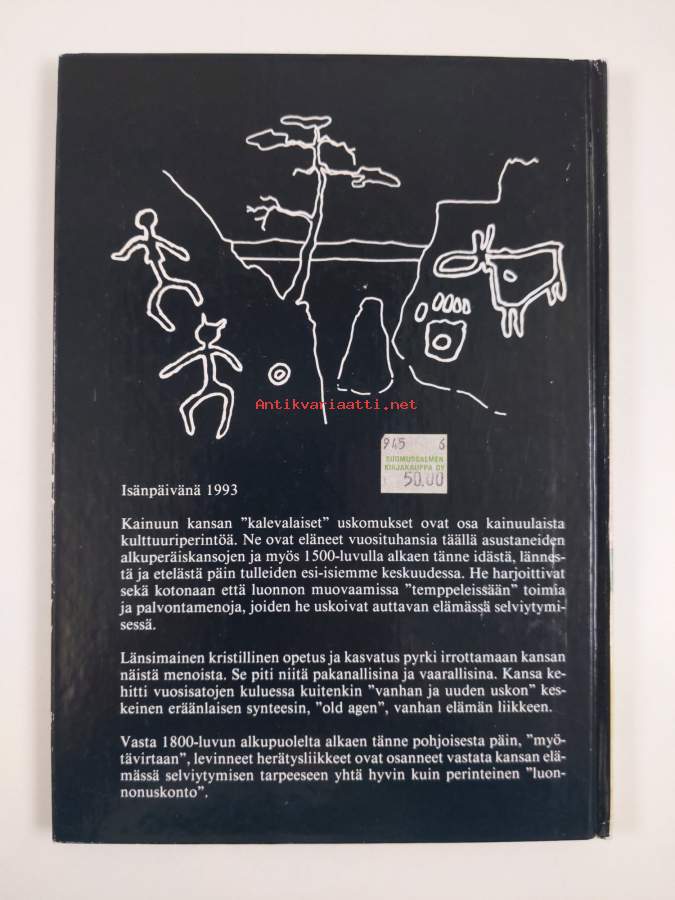 Antikvariaatti.net
945 6
SUOMUSSALMEN
KIRJAKAUPPA OY
50.00
Isänpäivänä 1993
Kainuun kansan ”kalevalaiset” uskomukset ovat osa kainuulaista
kulttuuriperintöä. Ne ovat eläneet vuosituhansia täällä asustaneiden
alkuperäiskansojen ja myös 1500-luvulla alkaen tänne idästä, lännes-
tä ja etelästä päin tulleiden esi-isiemme keskuudessa. He harjoittivat
sekä kotonaan että luonnon muovaamissa ”temppeleissään” toimia
ja palvontamenoja, joiden he uskoivat auttavan elämässä selviytymi-
sessä.
Länsimainen kristillinen opetus ja kasvatus pyrki irrottamaan kansan
näistä menoista. Se piti niitä pakanallisina ja vaarallisina. Kansa ke-
hitti vuosisatojen kuluessa kuitenkin ”vanhan ja uuden uskon” kes-
keinen eräänlaisen synteesin, ”old agen”, vanhan elämän liikkeen.
Vasta 1800-luvun alkupuolelta alkaen tänne pohjoisesta päin, ”myö-
tävirtaan”, levinneet herätysliikkeet ovat osanneet vastata kansan elä-
mässä selviytymisen tarpeeseen yhtä hyvin kuin perinteinen ”luon-
nonuskonto”.